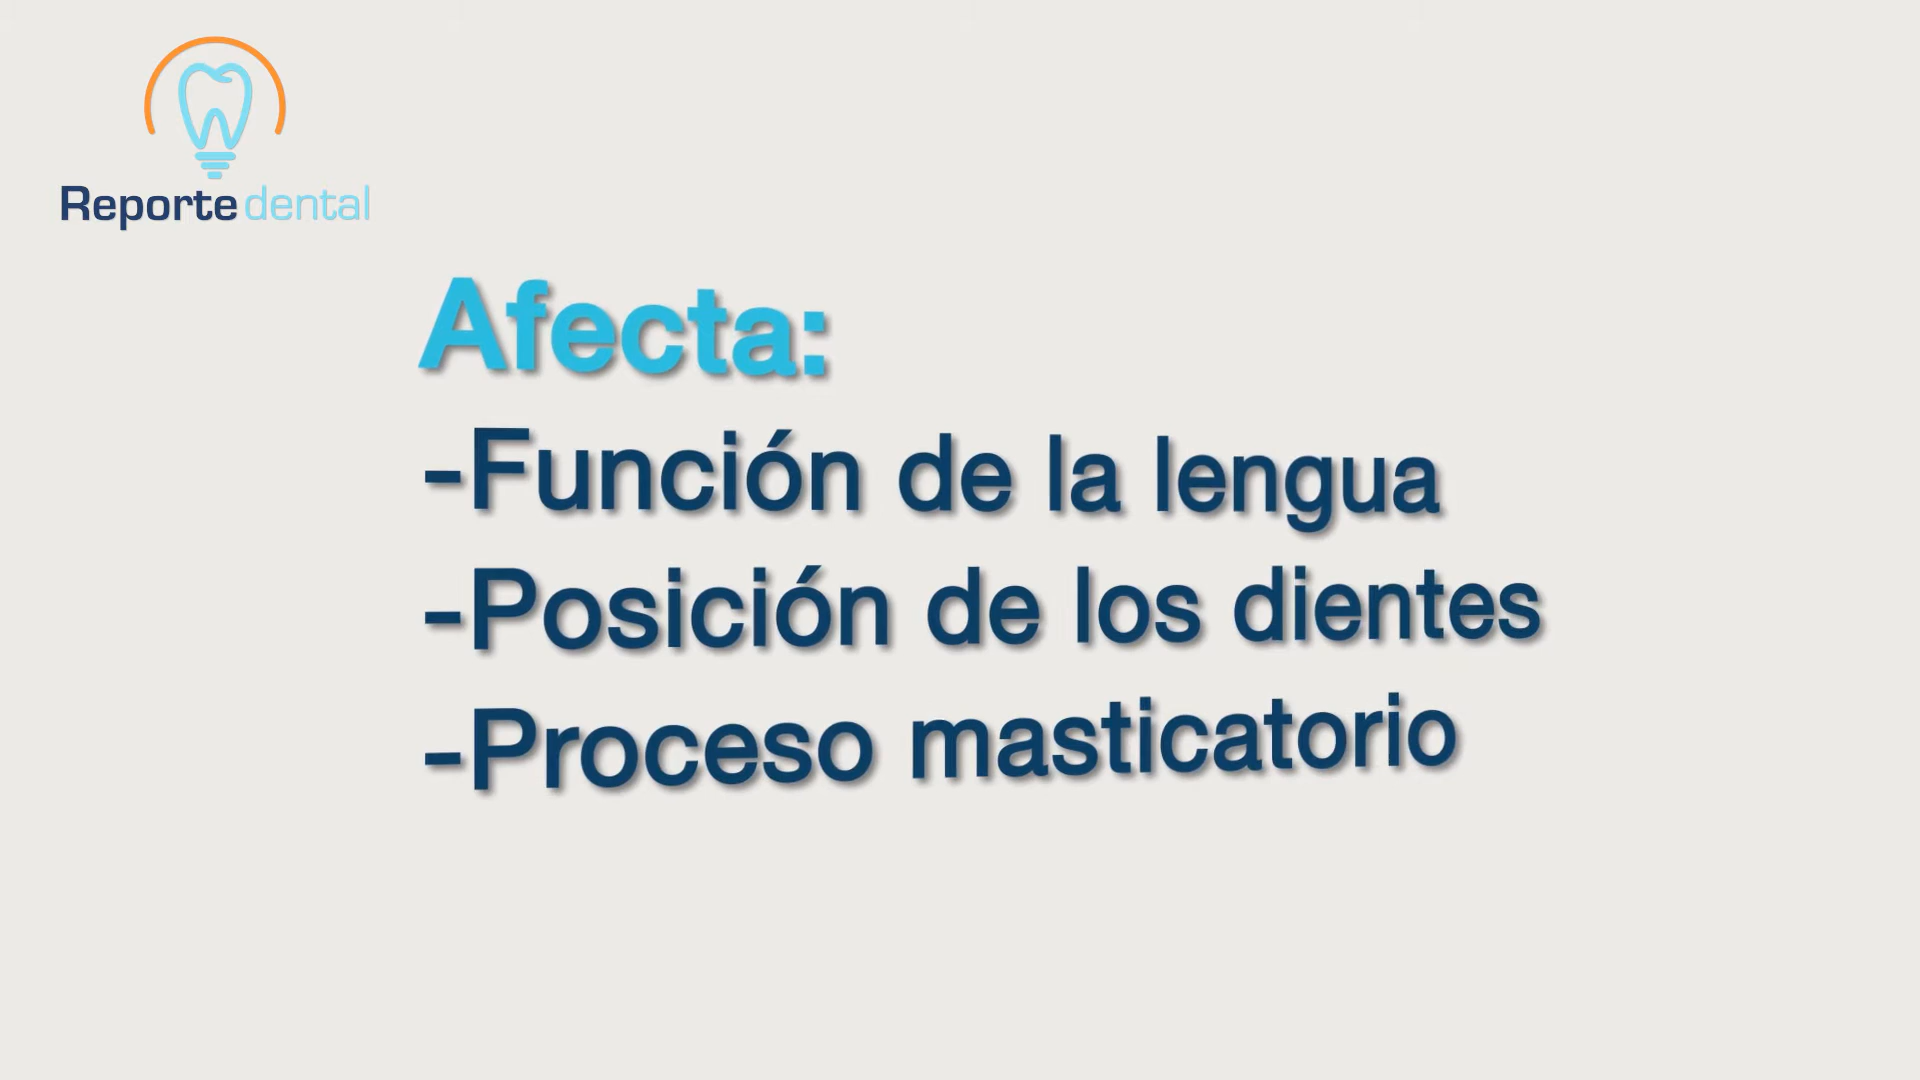 Reporte dental
Afecta:
-Función de la lengua
-Posición de los dientes
-Proceso masticatorio